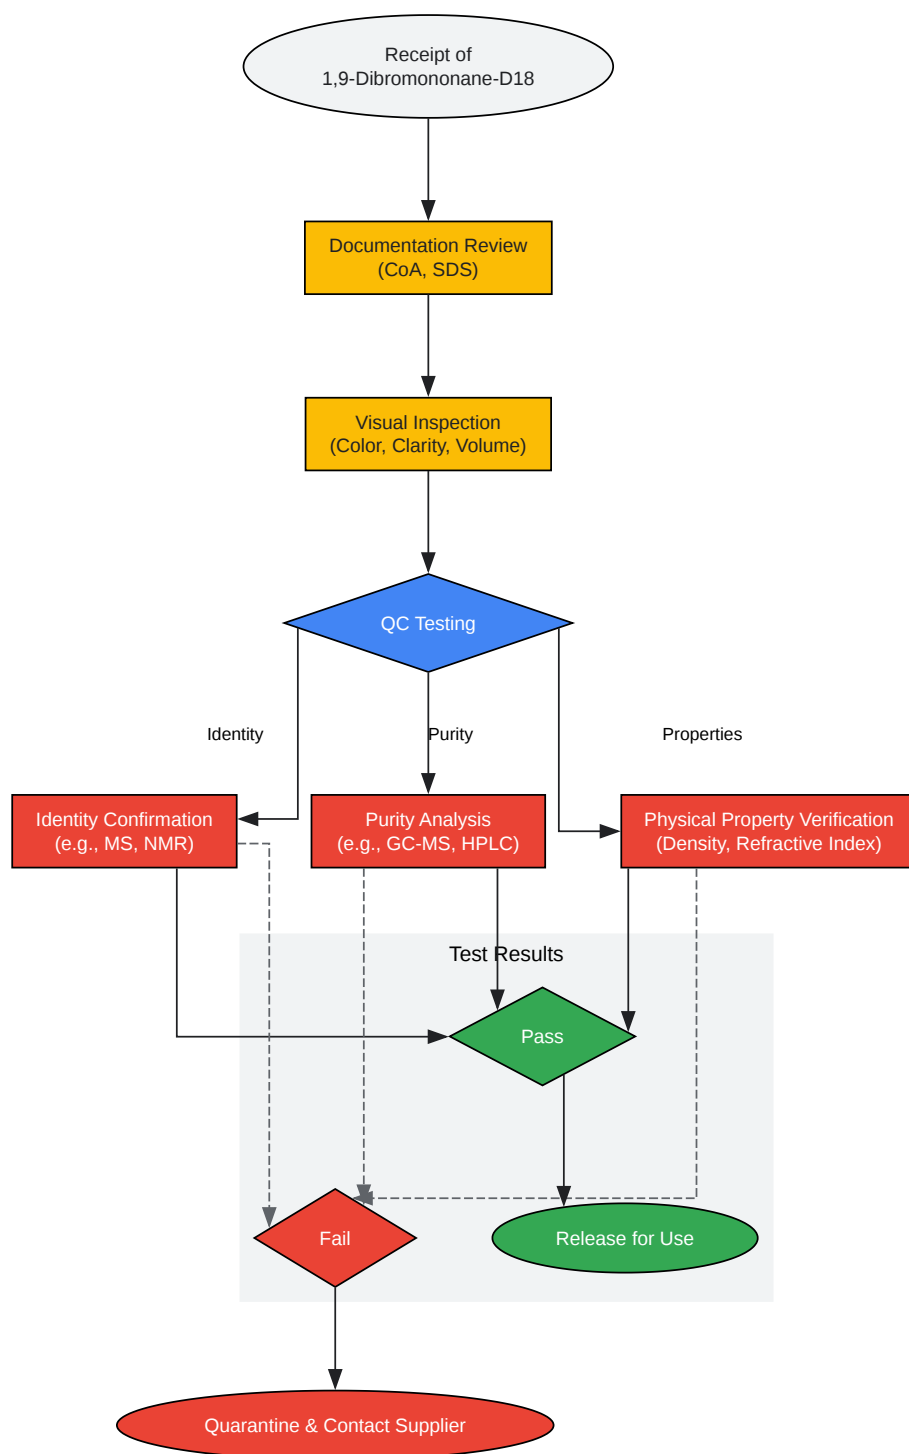 Receipt of
1,9-Dibromononane-D18
Documentation Review
(CoA, SDS)
Visual Inspection
(Color, Clarity, Volume)
QC Testing
Identity
Purity
Properties
Identity Confirmation
(e.g., MS, NMR)
Purity Analysis
(e.g., GC-MS, HPLC)
Physical Property Verification
(Density, Refractive Index)
Test Results
Pass
Fail
Release for Use
Quarantine & Contact Supplier